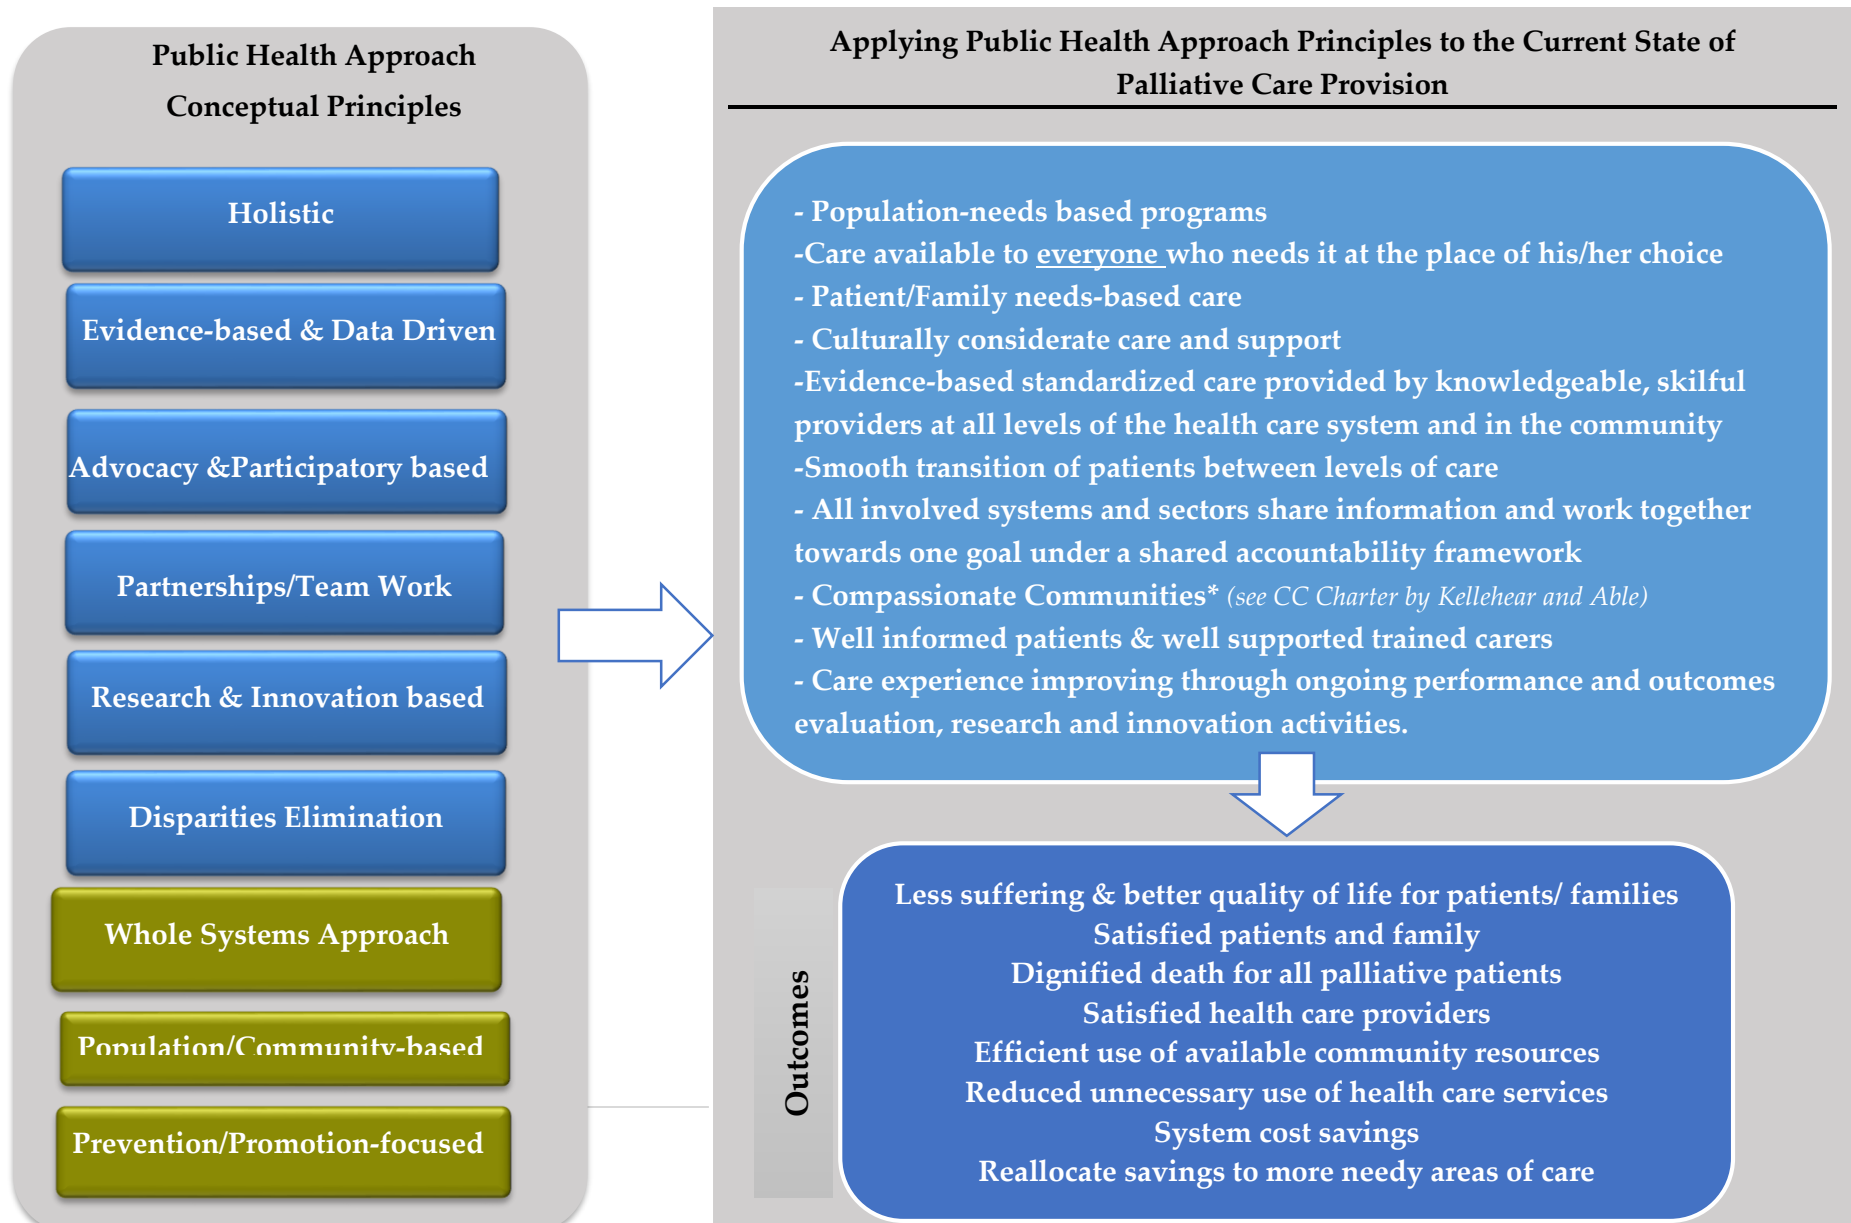 Public Health Approach
Conceptual Principles
Holistic
Evidence-based & Data Driven
Advocacy &Participatory based
Partnerships/Team Work
Research & Innovation based
Disparities Elimination
Whole Systems Approach
Population/Community-based
Prevention/Promotion-focused
Applying Public Health Approach Principles to the Current State of
Palliative Care Provision
- Population-needs based programs
-Care available to everyone who needs it at the place of his/her choice
- Patient/Family needs-based care
- Culturally considerate care and support
-Evidence-based standardized care provided by knowledgeable, skilful
providers at all levels of the health care system and in the community
-Smooth transition of patients between levels of care
- All involved systems and sectors share information and work together
towards one goal under a shared accountability framework
- Compassionate Communities* (see CC Charter by Kellehear and Able)
- Well informed patients & well supported trained carers
- Care experience improving through ongoing performance and outcomes
evaluation, research and innovation activities.
Outcomes
Less suffering & better quality of life for patients/ families
Satisfied patients and family
Dignified death for all palliative patients
Satisfied health care providers
Efficient use of available community resources
Reduced unnecessary use of health care services
System cost savings
Reallocate savings to more needy areas of care